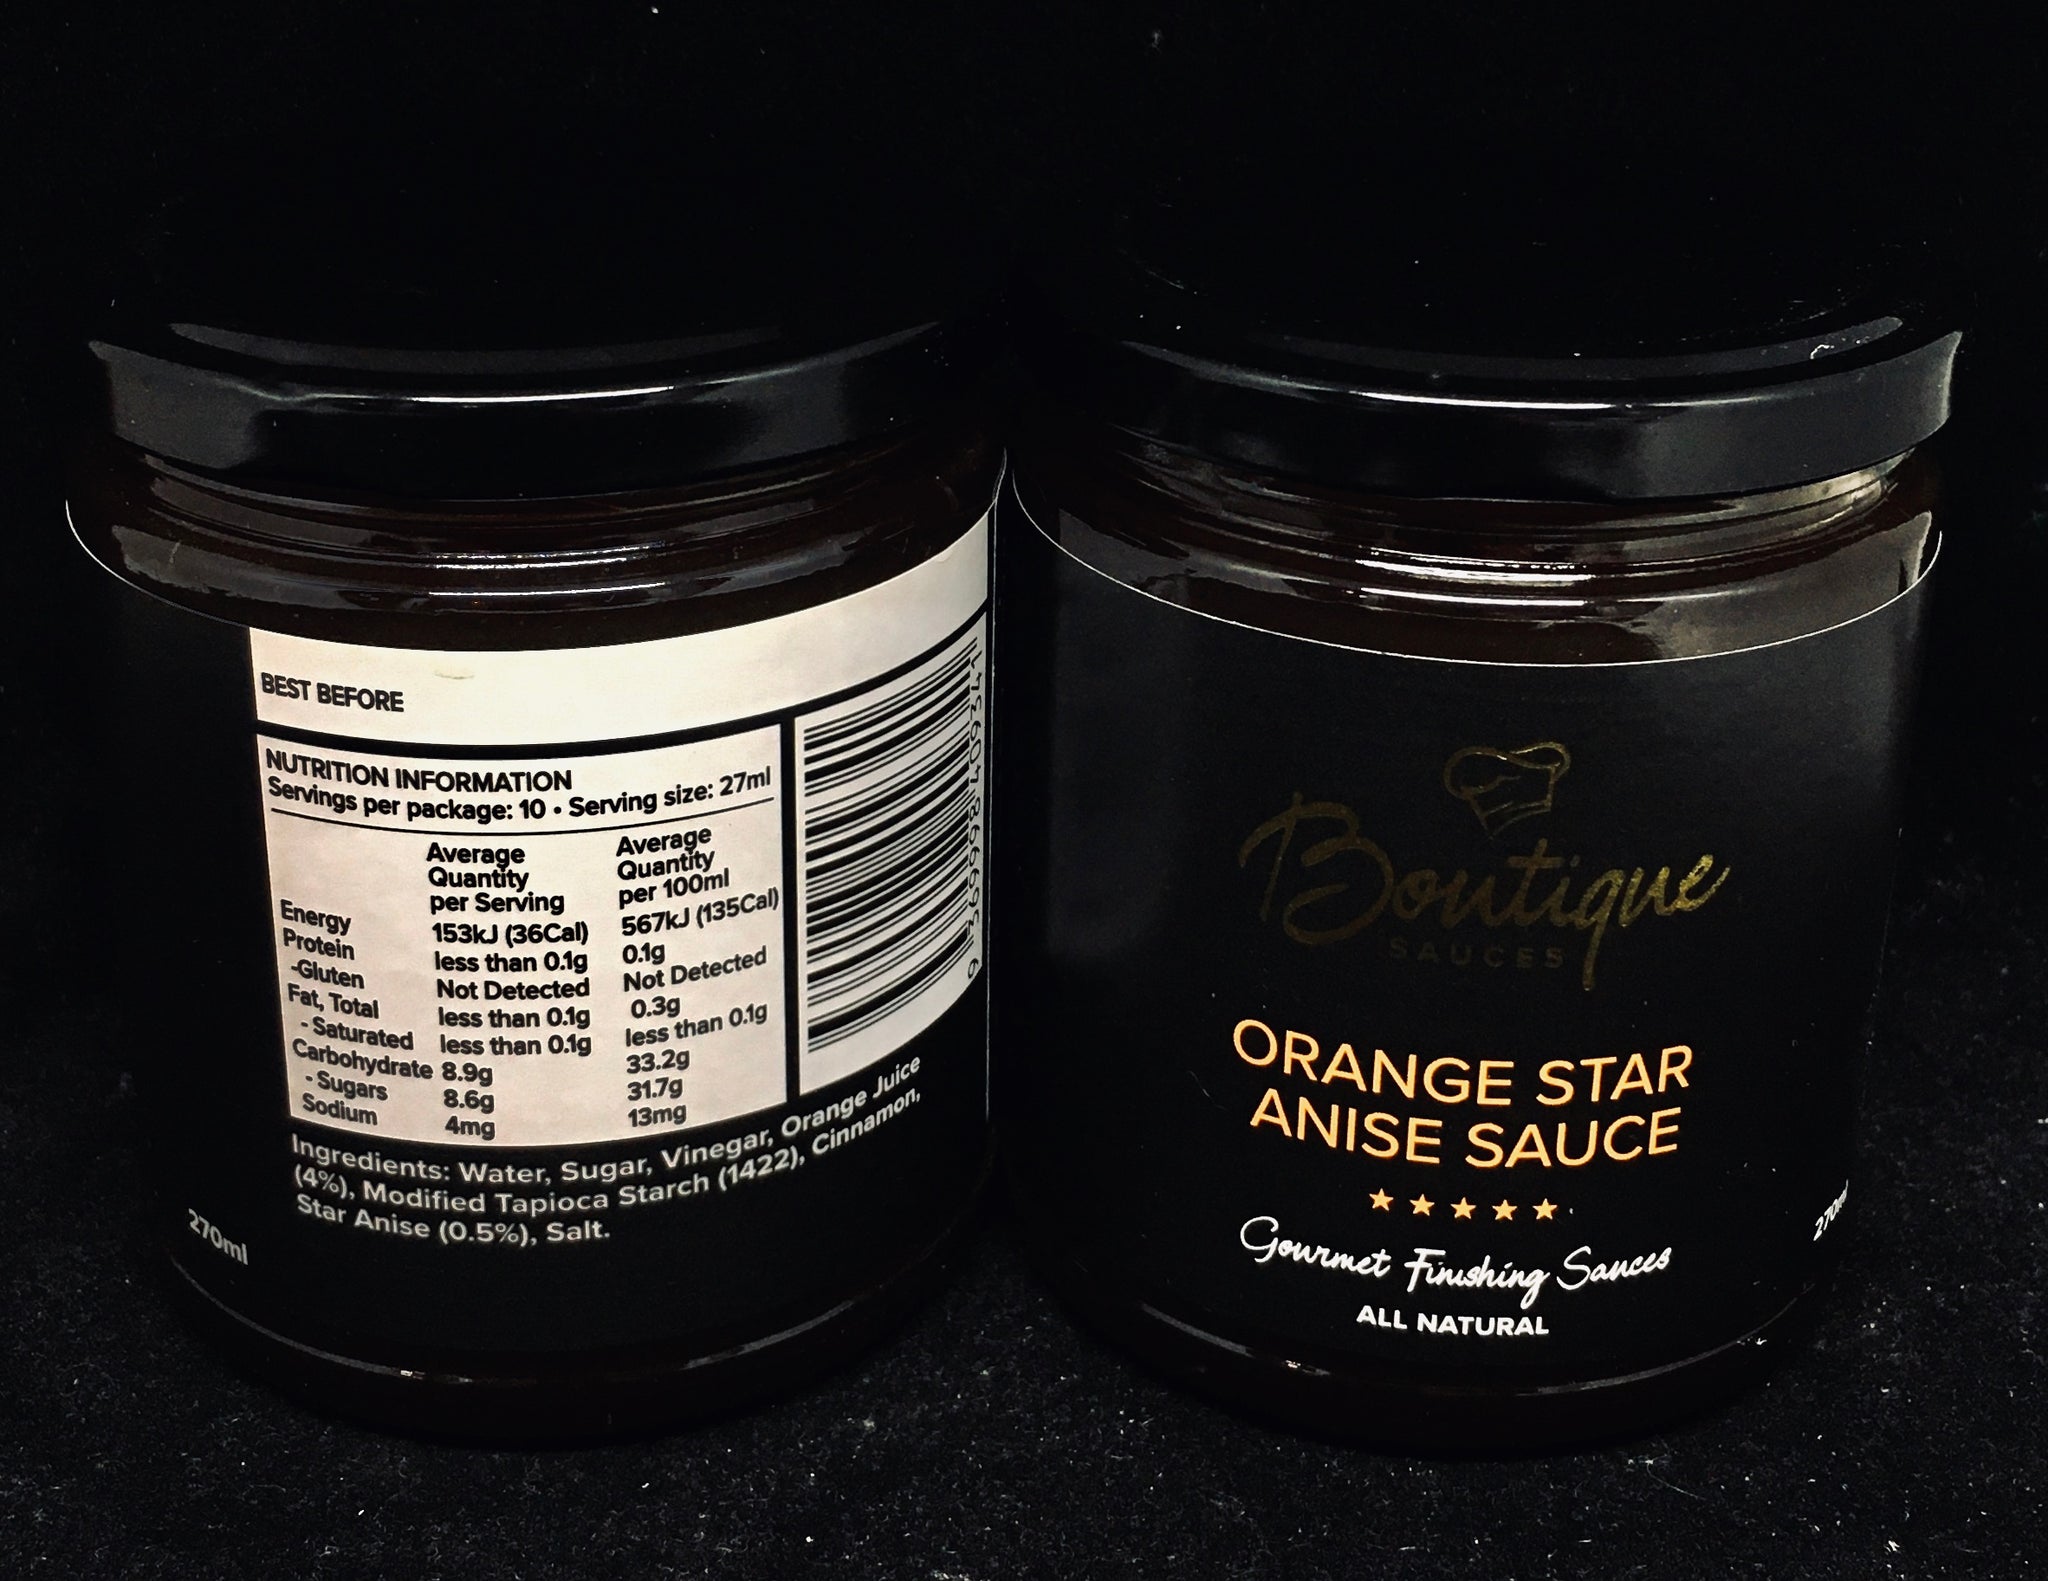 BEST BEFORE
NUTRITION INFORMATION
Servings per package: 10 • Serving size: 27ml
Average Quantity per Serving Average Quantity per 100ml
Energy 153kJ (36Cal) 567kJ (135Cal)
Protein less than 0.1g 0.1g
-Gluten Not Detected Not Detected
Fat, Total less than 0.1g 0.3g
- Saturated less than 0.1g less than 0.1g
Carbohydrate 8.9g 33.2g
- Sugars 8.6g 31.7g
Sodium 4mg 13mg
Ingredients: Water, Sugar, Vinegar, Orange Juice
(4%), Modified Tapioca Starch (1422), Cinnamon,
Star Anise (0.5%), Salt.
270ml
Boutique
SAUCES
ORANGE STAR
ANISE SAUCE
Gourmet Finishing Sauces
ALL NATURAL
270ml